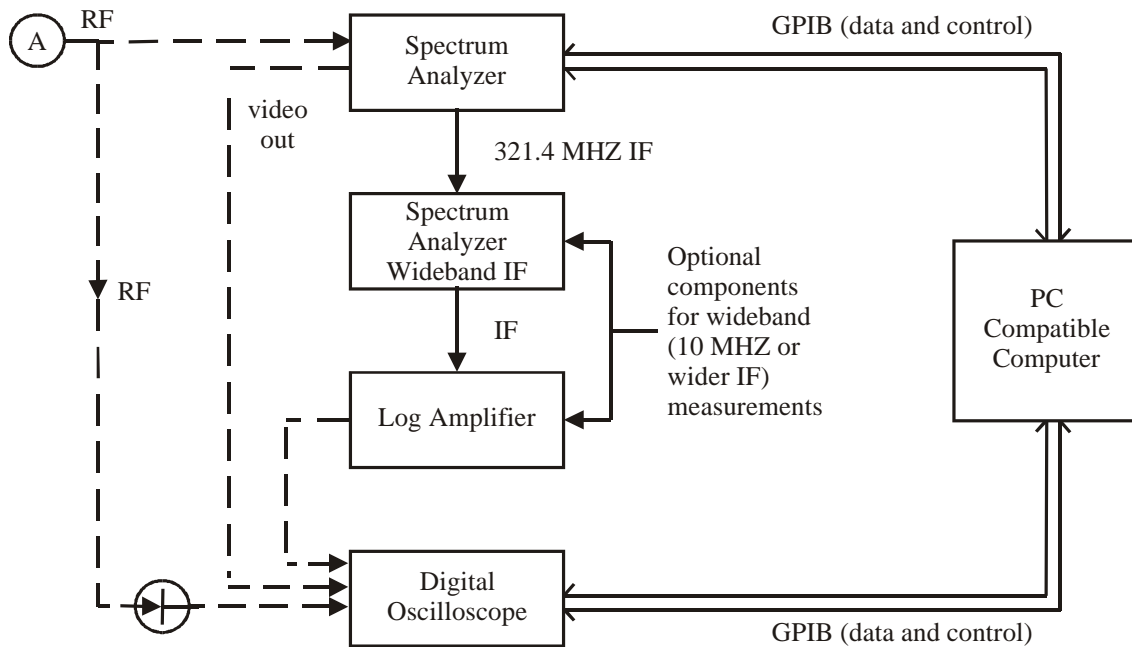 RF
A
Spectrum
Analyzer
GPIB (data and control)
video
out
321.4 MHZ IF
Spectrum
Analyzer
Wideband IF
Optional
components
for wideband
(10 MHZ or
wider IF)
measurements
RF
IF
PC
Compatible
Computer
Log Amplifier
Digital
Oscilloscope
GPIB (data and control)